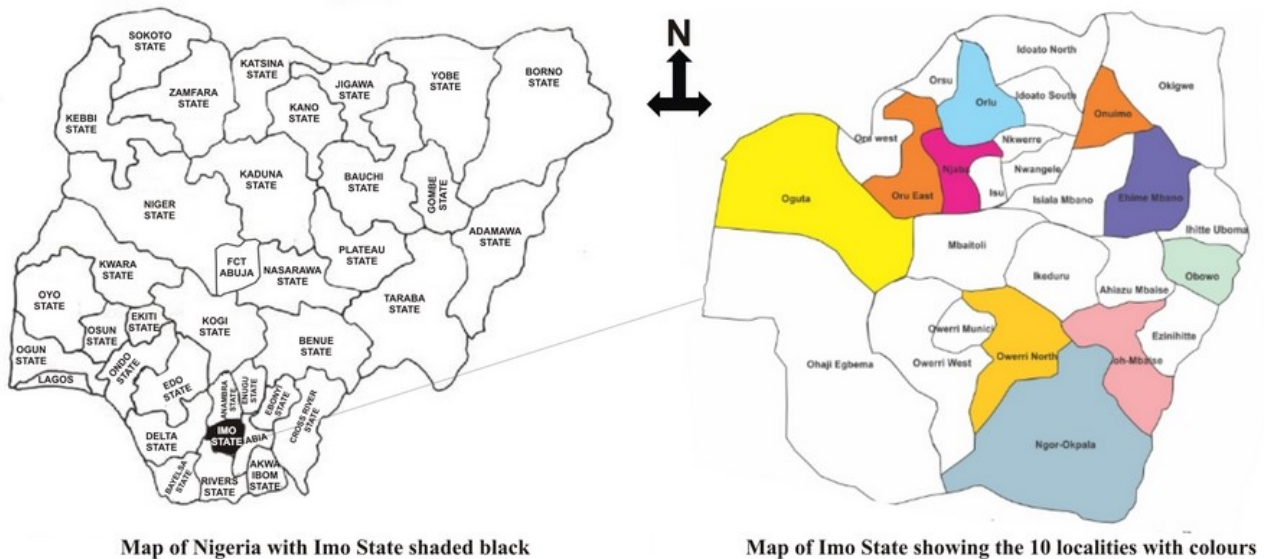 SOKOTO
STATE
KATSINA
STATE
ZAMFARA
STATE
JIGAWA
STATE
YOBE
STATE
BORNO
STATE
KANO
STATE
KEBBI
STATE
KADUNA
STATE
BAUCHI
STATE
GOMBE
STATE
NIGER
STATE
ADAMAWA
STATE
PLATEAU
STATE
FCT
ABUJA
NASARAWA
STATE
KWARA
STATE
TARABA
STATE
OYO
STATE
EKITI
STATE
OSUN
STATE
KOGI
STATE
BENUE
STATE
OGUN
STATE
ONDO
STATE
LAGOS
EDO
STATE
ANAMBRA
STATE
ENUGU
STATE
EBONYI
STATE
CROSS RIVER
STATE
IMO
STATE
ABIA
DELTA
STATE
BAYELSA
STATE
RIVERS
STATE
AKWA
IBOM
STATE
Map of Nigeria with Imo State shaded black
N
Idoato North
Orsu
Okigwe
Orlu
Idoato South
Onuimo
Oru west
Nkwerre
Njaba
Nwangele
Isu
Oru East
Isiala Mbano
Ehime Mbano
Oguta
Ihitte Uboma
Mbaitoli
Ikeduru
Obowo
Ahiazu Mbaise
Owerri Munici
Ezinihitte
Owerri North
oh-Mbaise
Owerri West
Ohaji Egbema
Ngor-Okpala
Map of Imo State showing the 10 localities with colours